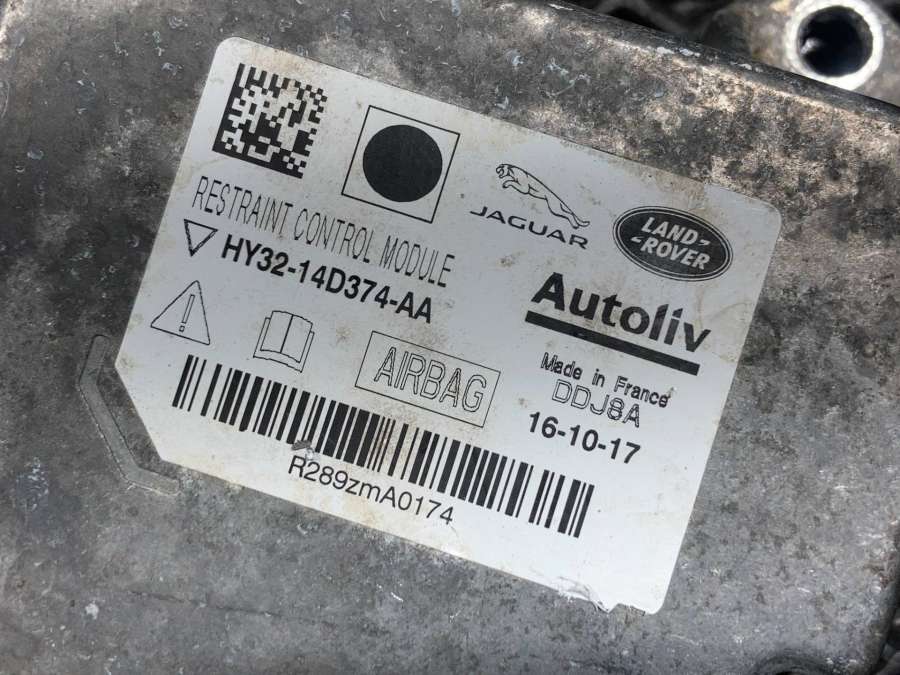 RESTRAINT CONTROL MODULE
HY32-14D374-AA
JAGUAR
LAND-
-ROVER
Autoliv
AIRBAG
Made in France
DDJ8A
16-10-17
R289zmA0174